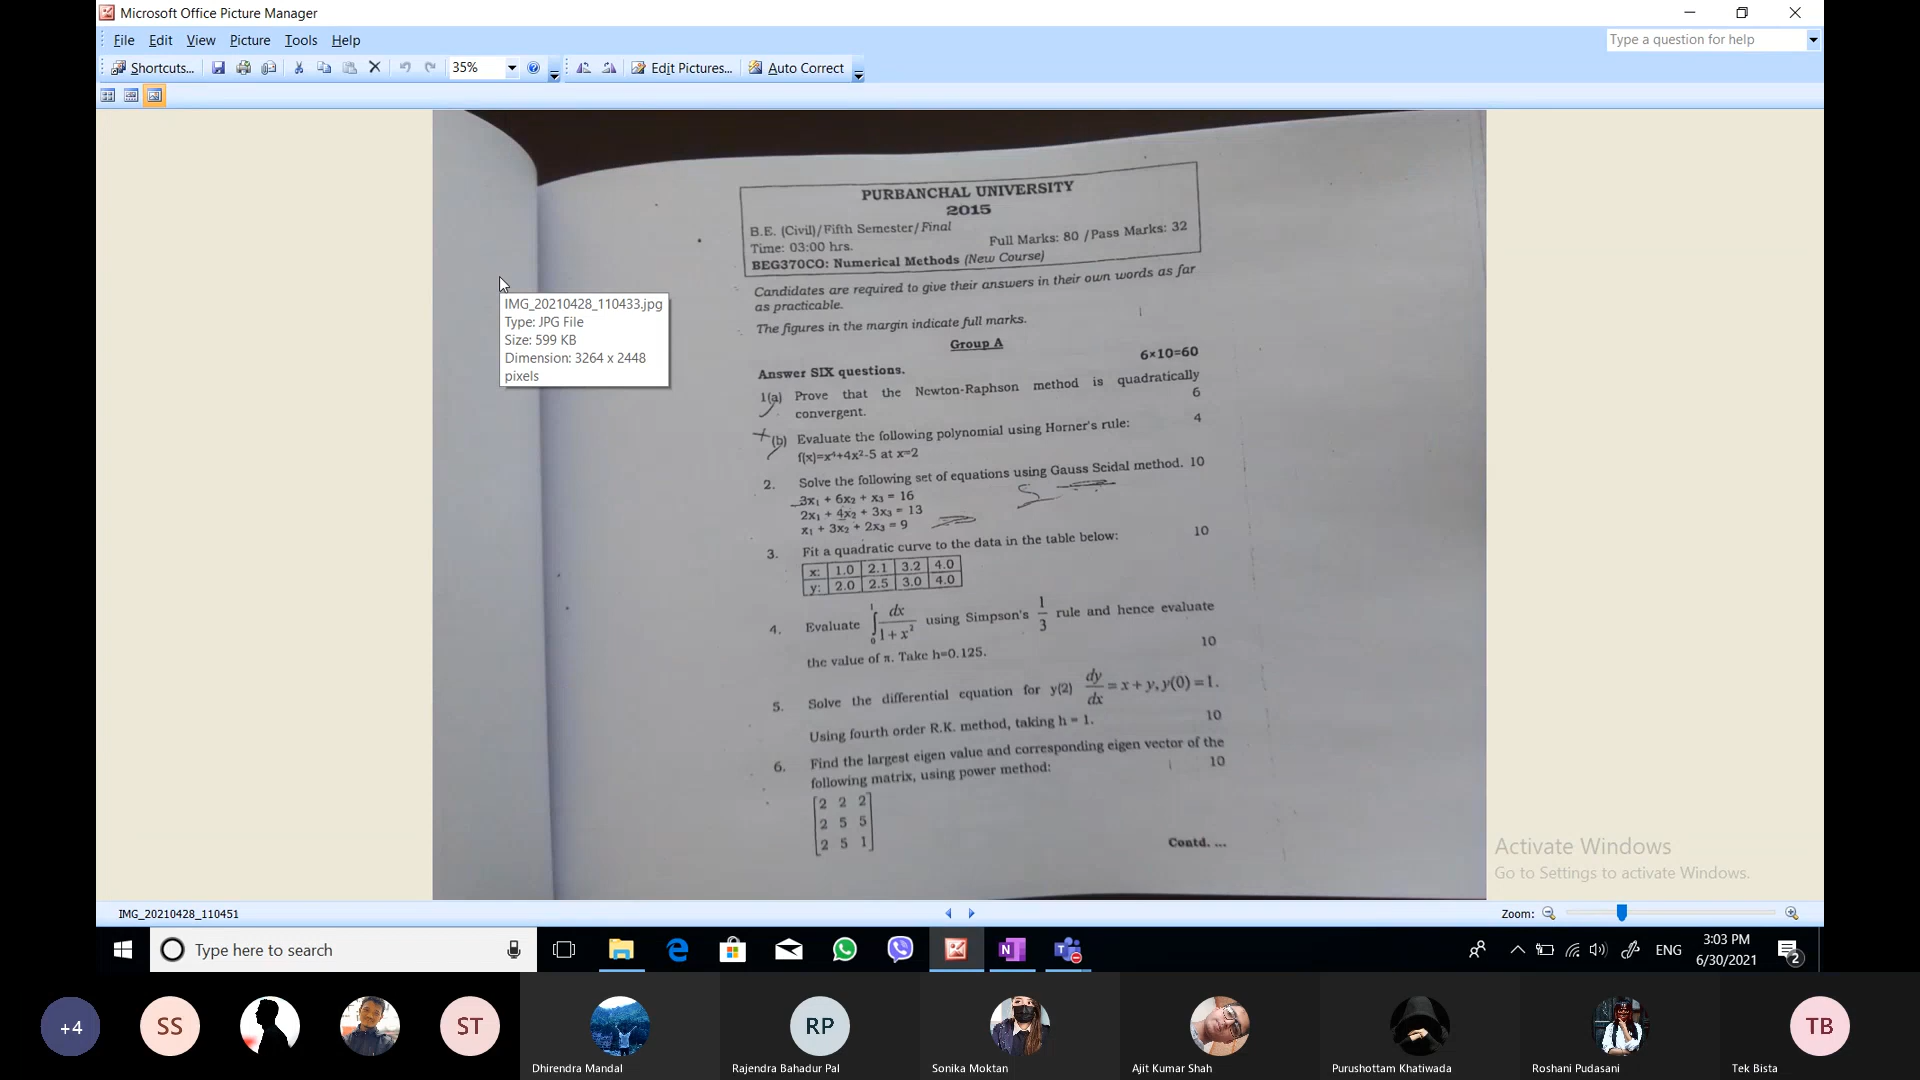 Microsoft Office Picture Manager
File Edit View Picture Tools Help
Type a question for help
Shortcuts... 35% Edit Pictures... Auto Correct
PURBANCHAL UNIVERSITY
2015
B.E. (Civil)/Fifth Semester/Final
Time: 03:00 hrs. Full Marks: 80 /Pass Marks: 32
BEG370CO: Numerical Methods (New Course)
Candidates are required to give their answers in their own words as far
as practicable.
The figures in the margin indicate full marks.
Group A
Answer SIX questions. 6×10=60
1(a) Prove that the Newton-Raphson method is quadratically
convergent. 6
(b) Evaluate the following polynomial using Horner's rule: 4
f(x)=x⁴+4x²-5 at x=2
2. Solve the following set of equations using Gauss Seidal method. 10
3x₁ + 6x₂ + x₃ = 16
2x₁ + 4x₂ + 3x₃ = 13
x₁ + 3x₂ + 2x₃ = 9
3. Fit a quadratic curve to the data in the table below: 10
x: 1.0 2.1 3.2 4.0
y: 2.0 2.5 3.0 4.0
4. Evaluate ∫₀¹ dx/(1+x²) using Simpson's 1/3 rule and hence evaluate
the value of π. Take h=0.125. 10
5. Solve the differential equation for y(2) dy/dx = x + y, y(0) = 1.
Using fourth order R.K. method, taking h = 1. 10
6. Find the largest eigen value and corresponding eigen vector of the
following matrix, using power method: 10
2 2 2
2 5 5
2 5 1
Contd. ...
IMG_20210428_110433.jpg
Type: JPG File
Size: 599 KB
Dimension: 3264 x 2448
pixels
Activate Windows
Go to Settings to activate Windows.
IMG_20210428_110451
Zoom:
Type here to search
ENG
3:03 PM
6/30/2021
2
+4 SS ST RP TB
Dhirendra Mandal Rajendra Bahadur Pal Sonika Moktan Ajit Kumar Shah Purushottam Khatiwada Roshani Pudasani Tek Bista